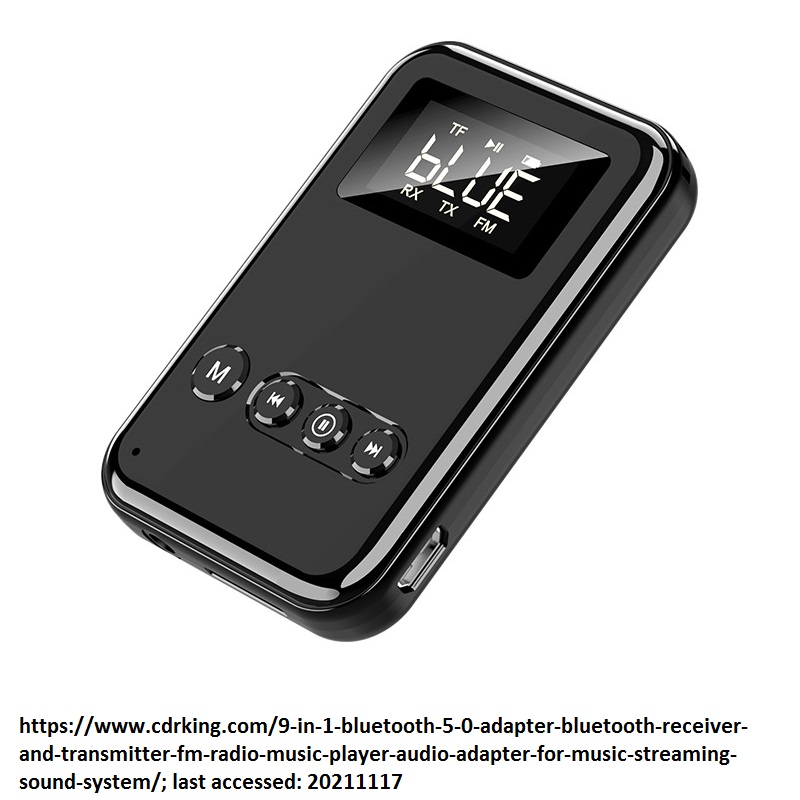 TF
bLUE
RX TX FM
M
https://www.cdrking.com/9-in-1-bluetooth-5-0-adapter-bluetooth-receiver-
and-transmitter-fm-radio-music-player-audio-adapter-for-music-streaming-
sound-system/; last accessed: 20211117